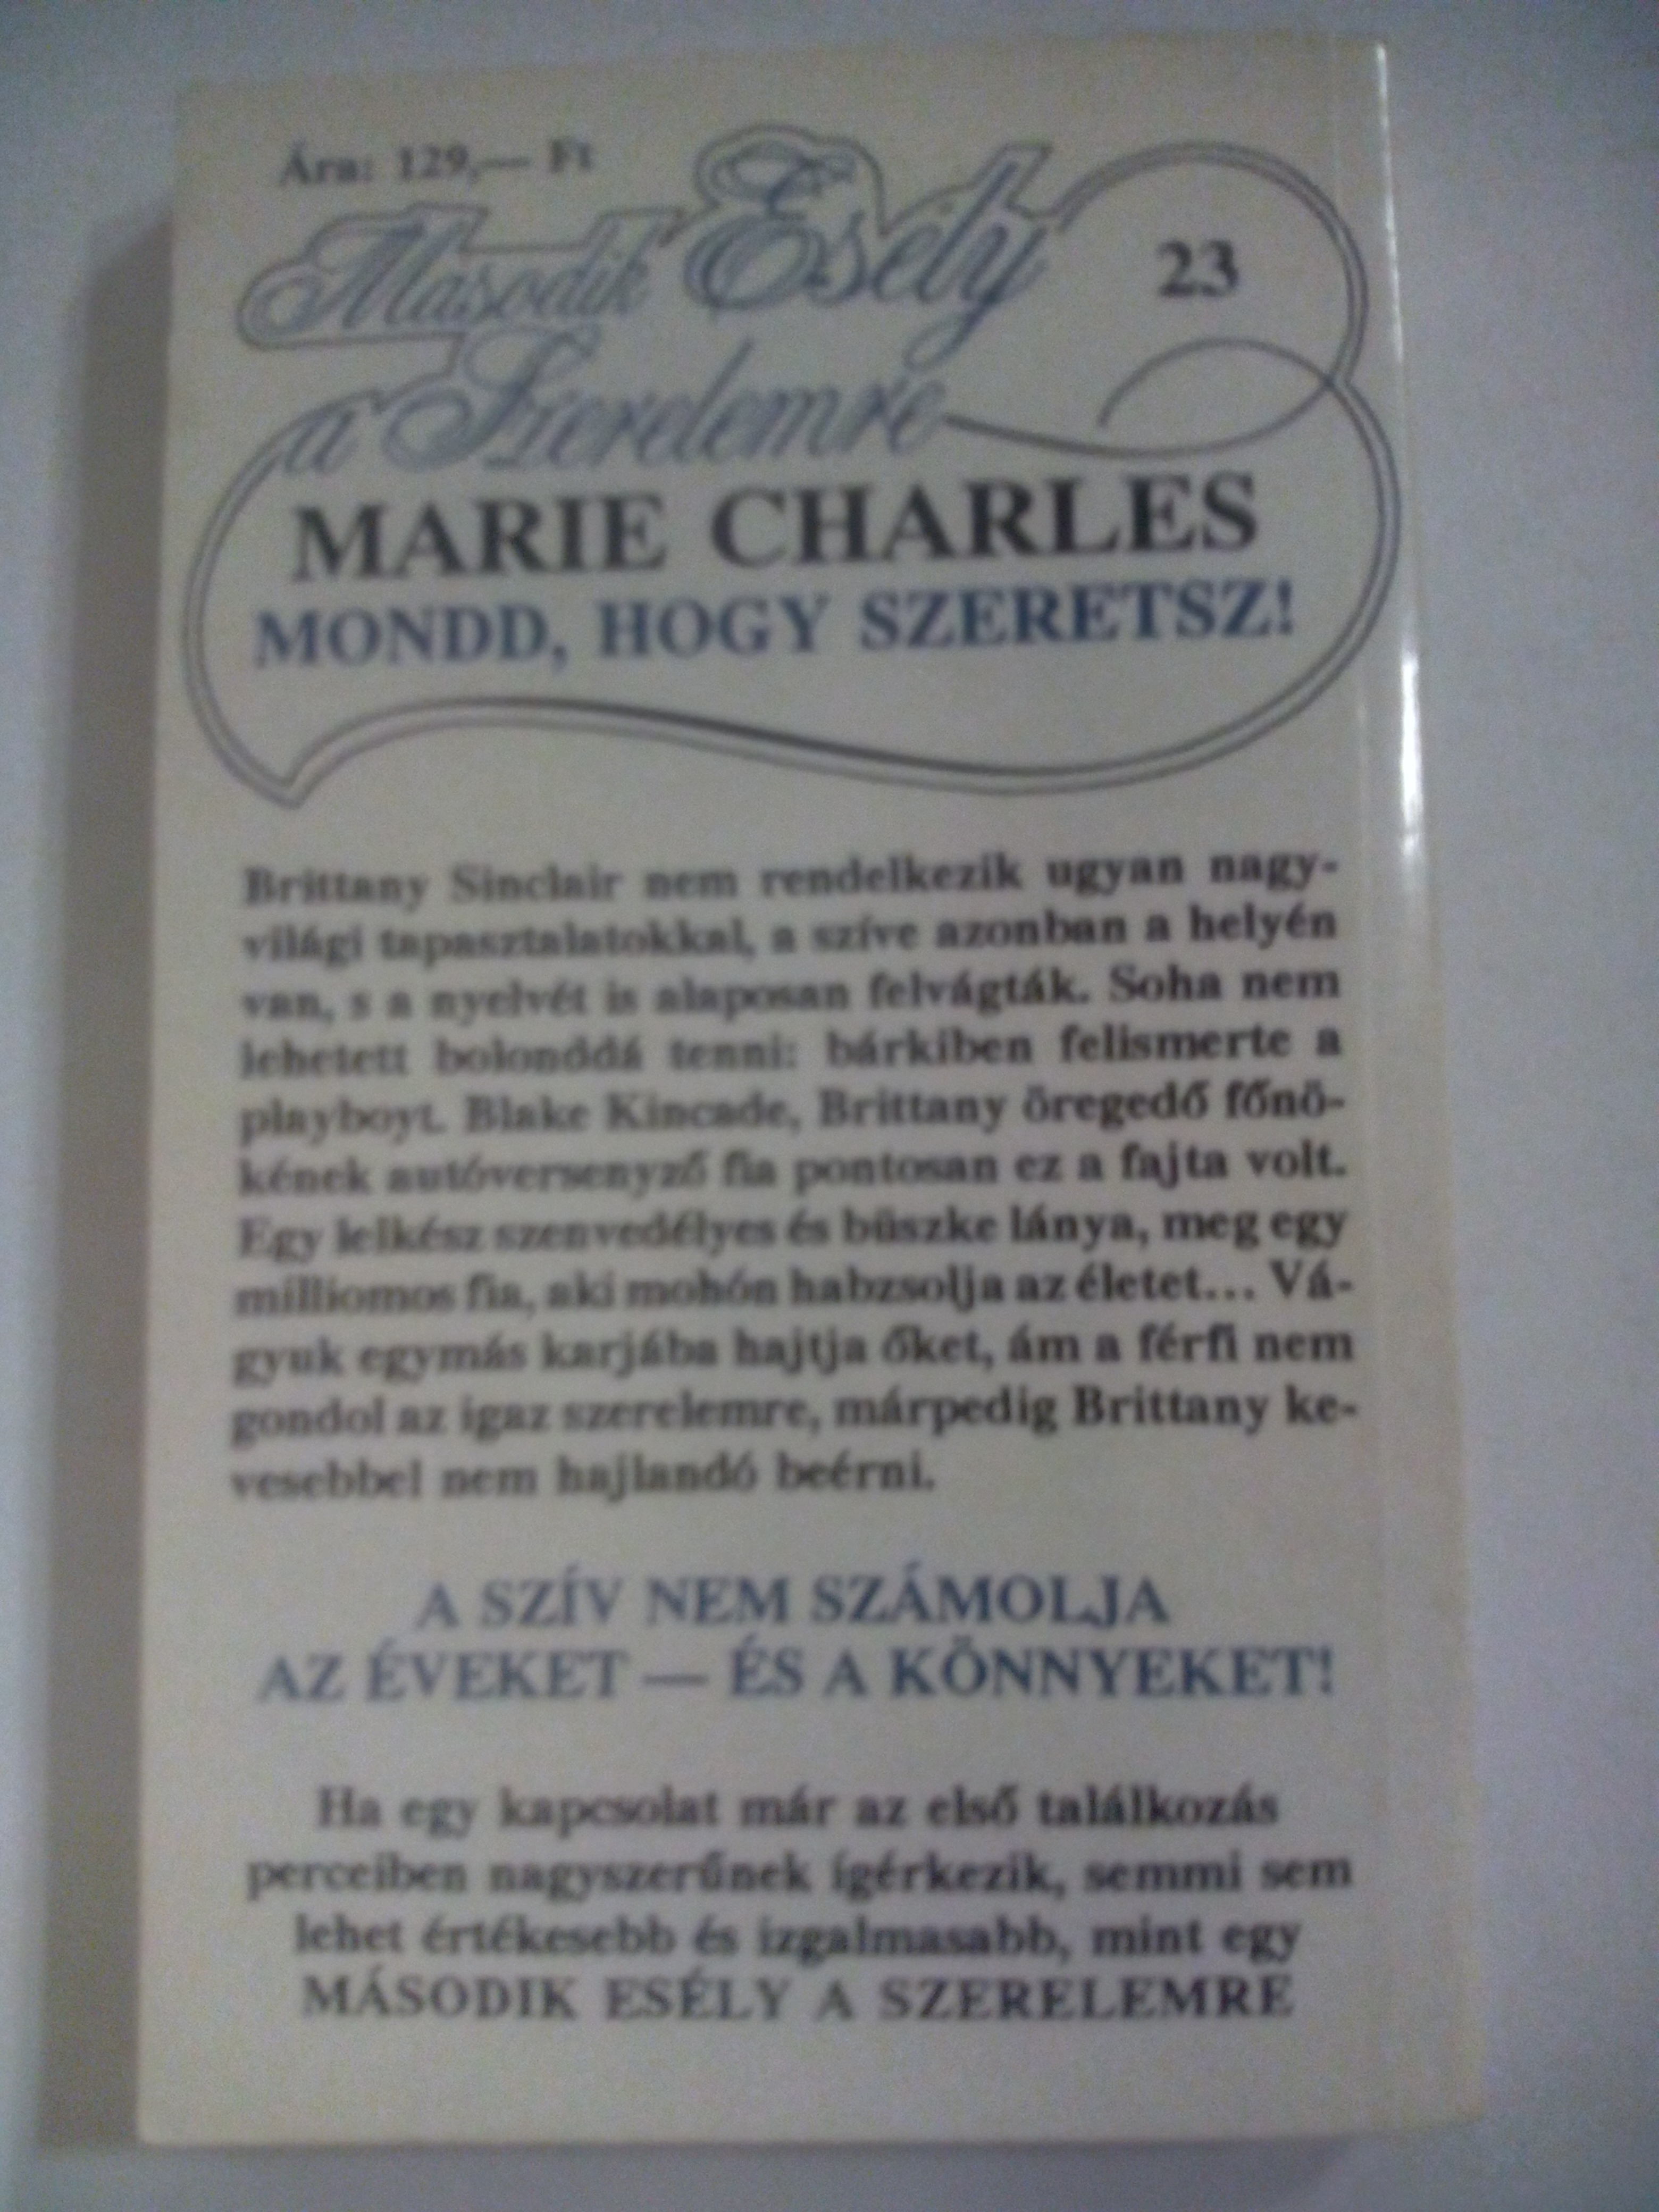 Ára: 129,— Ft
Második Esély
23
a Szerelemre
MARIE CHARLES
MONDD, HOGY SZERETSZ!
Brittany Sinclair nem rendelkezik ugyan nagy-
világi tapasztalatokkal, a szíve azonban a helyén
van, s a nyelvét is alaposan felvágták. Soha nem
lehetett bolonddá tenni: bárkiben felismerte a
playboyt. Blake Kincade, Brittany öregedő főnö-
kének autóversenyző fia pontosan ez a fajta volt.
Egy lelkész szenvedélyes és büszke lánya, meg egy
milliomos fia, aki mohón habzsolja az életet... Vá-
gyuk egymás karjába hajtja őket, ám a férfi nem
gondol az igaz szerelemre, márpedig Brittany ke-
vesebbel nem hajlandó beérni.
A SZÍV NEM SZÁMOLJA
AZ ÉVEKET — ÉS A KÖNNYEKET!
Ha egy kapcsolat már az első találkozás
perceiben nagyszerűnek ígérkezik, semmi sem
lehet értékesebb és izgalmasabb, mint egy
MÁSODIK ESÉLY A SZERELEMRE